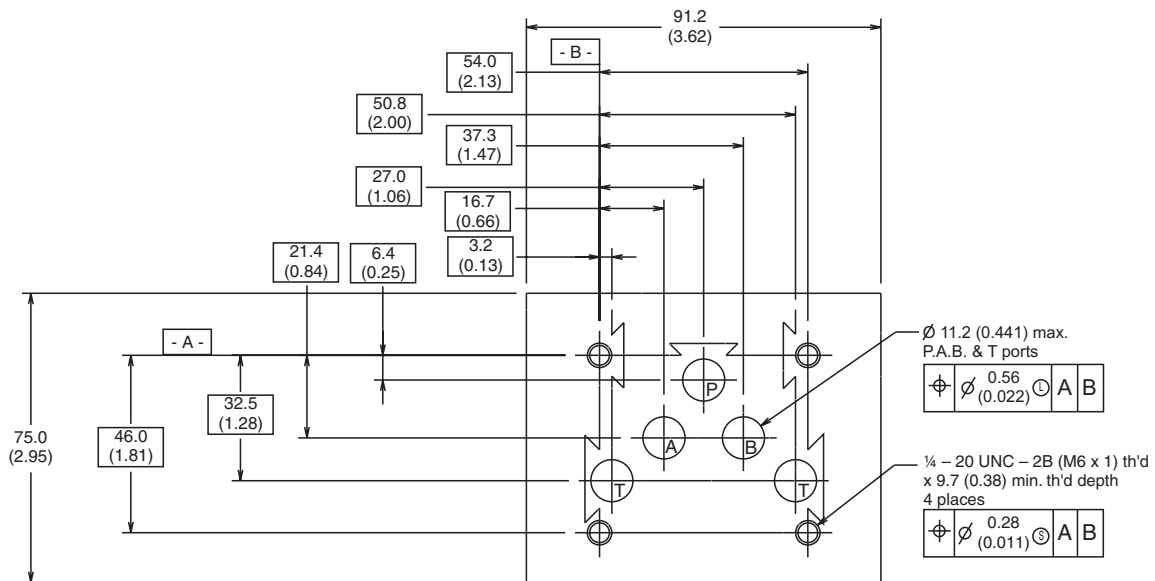 91.2
(3.62)
- B -
54.0
(2.13)
50.8
(2.00)
37.3
(1.47)
27.0
(1.06)
16.7
(0.66)
3.2
(0.13)
21.4
(0.84)
6.4
(0.25)
- A -
32.5
(1.28)
46.0
(1.81)
75.0
(2.95)
P
A
B
T
T
Ø 11.2 (0.441) max.
P.A.B. & T ports
⌖ Ø 0.56 (0.022) Ⓛ A B
¼ – 20 UNC – 2B (M6 x 1) th'd
x 9.7 (0.38) min. th'd depth
4 places
⌖ Ø 0.28 (0.011) Ⓢ A B